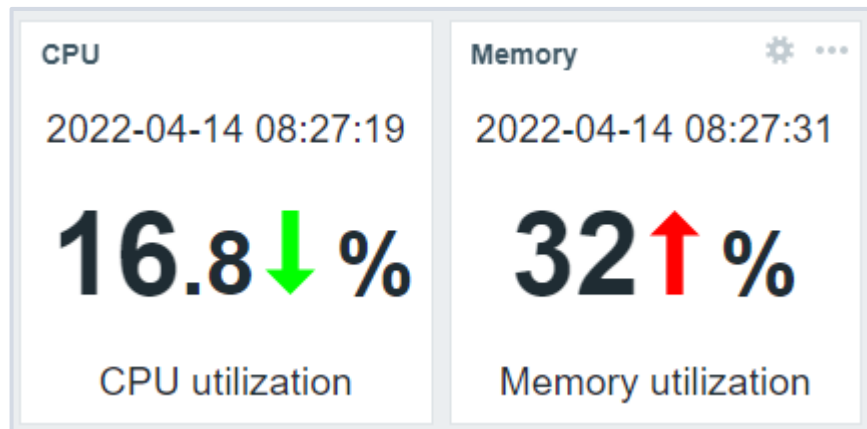 CPU
2022-04-14 08:27:19
16.8 %
CPU utilization
Memory
2022-04-14 08:27:31
32 %
Memory utilization